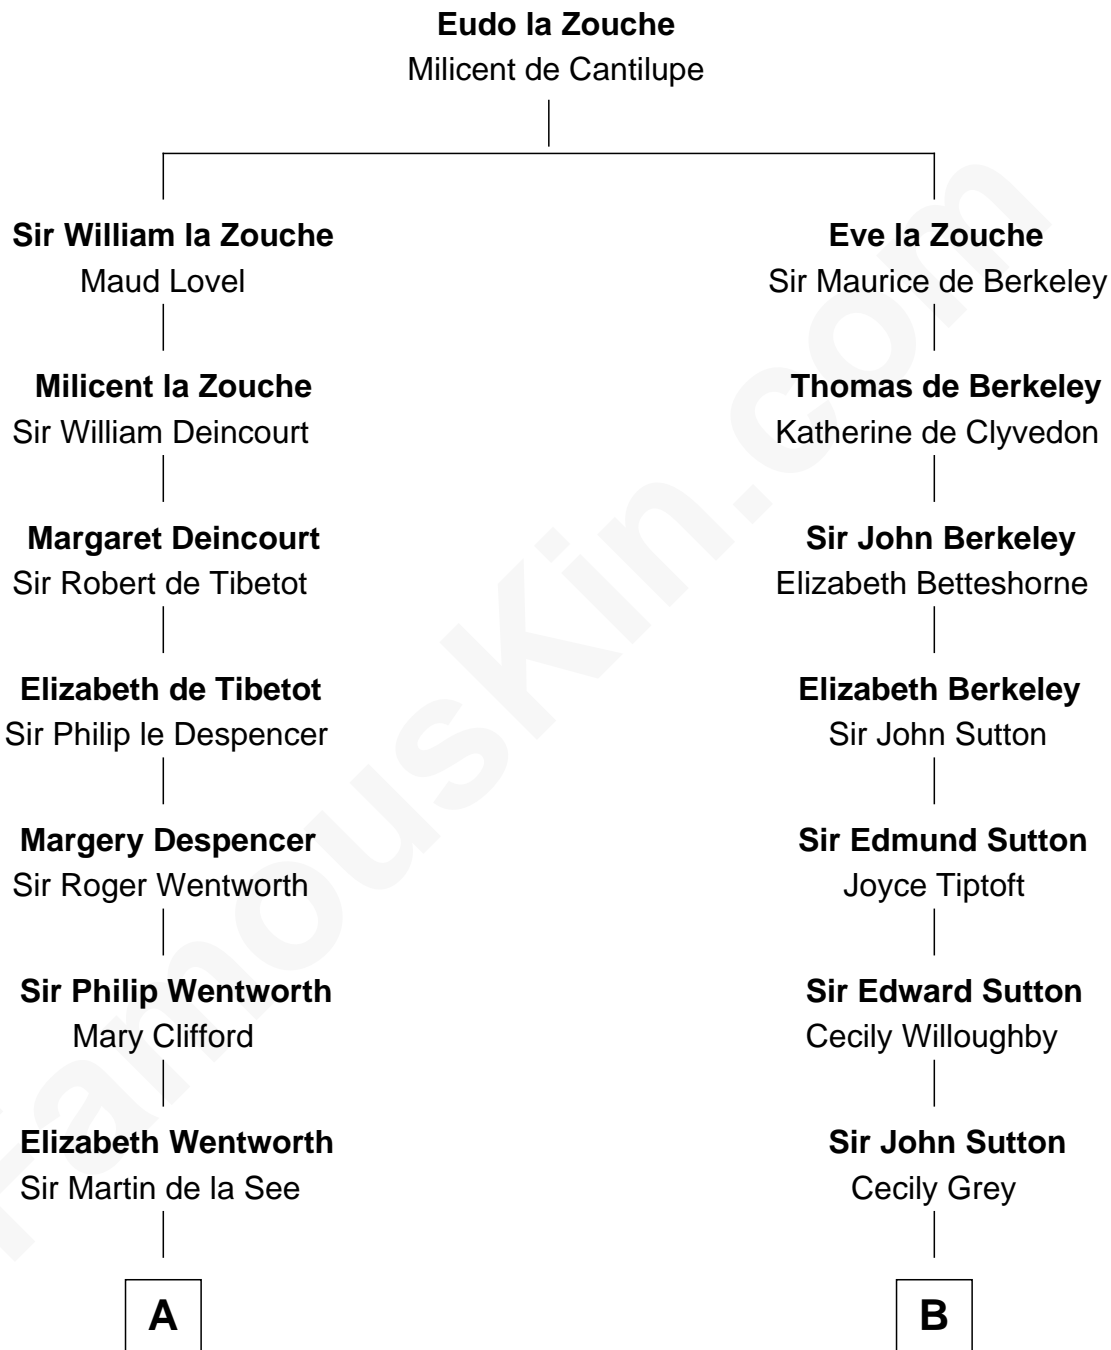 Eudo la Zouche
Milicent de Cantilupe
Sir William la Zouche
Maud Lovel
Eve la Zouche
Sir Maurice de Berkeley
Milicent la Zouche
Sir William Deincourt
Thomas de Berkeley
Katherine de Clyvedon
Margaret Deincourt
Sir Robert de Tibetot
Sir John Berkeley
Elizabeth Betteshorne
Elizabeth de Tibetot
Sir Philip le Despencer
Elizabeth Berkeley
Sir John Sutton
Margery Despencer
Sir Roger Wentworth
Sir Edmund Sutton
Joyce Tiptoft
Sir Philip Wentworth
Mary Clifford
Sir Edward Sutton
Cecily Willoughby
Elizabeth Wentworth
Sir Martin de la See
Sir John Sutton
Cecily Grey
A
B
FamousKin.com